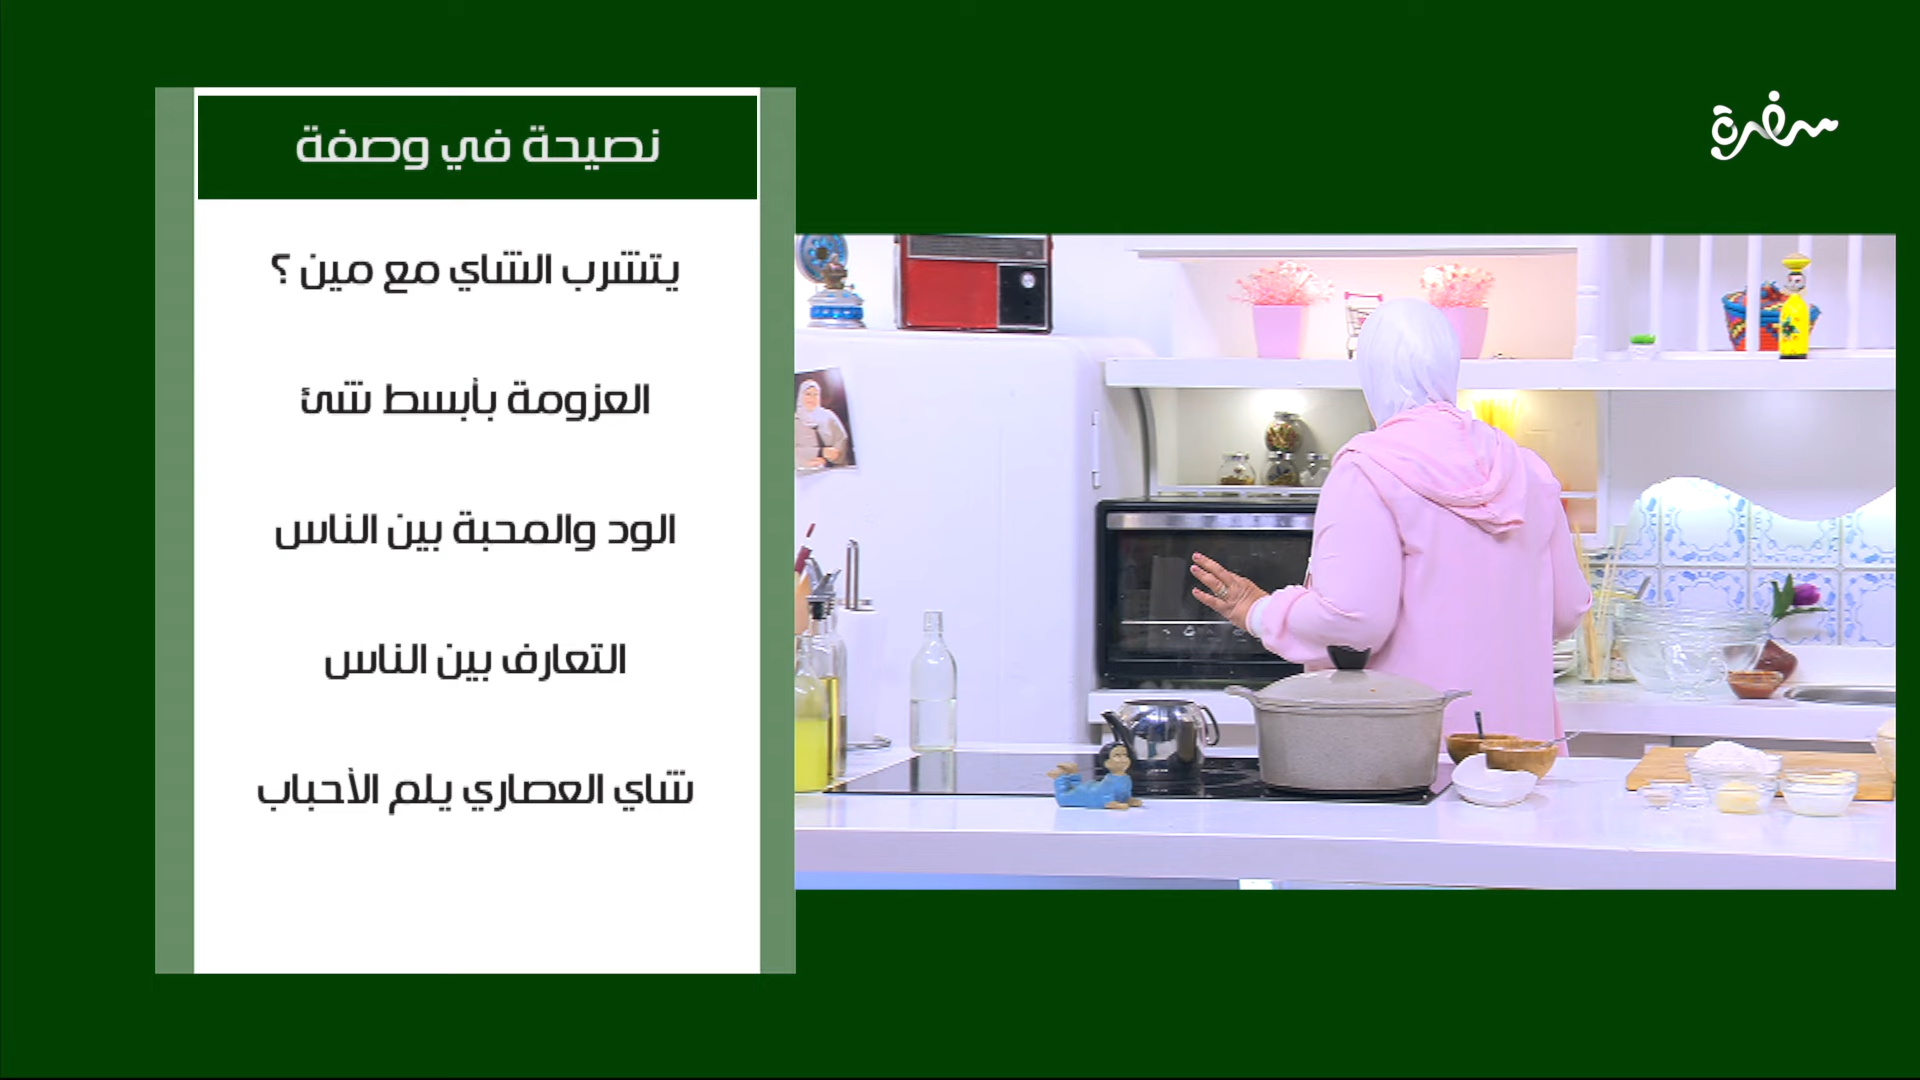 سفرة
نصيحة في وصفة
يتشرب الشاي مع مين ؟
العزومة بأبسط شئ
الود والمحبة بين الناس
التعارف بين الناس
شاي العصاري يلم الأحباب